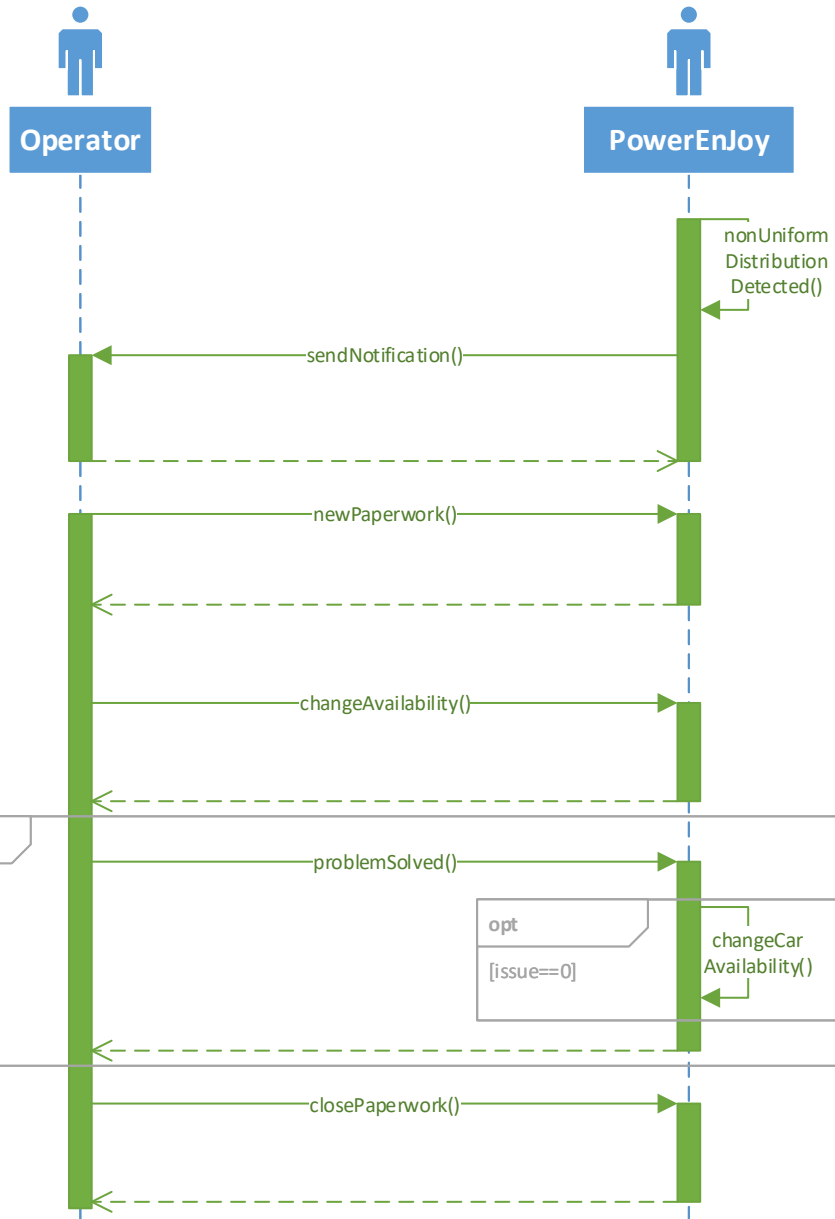 Operator
PowerEnJoy
nonUniform
Distribution
Detected()
sendNotification()
newPaperwork()
changeAvailability()
problemSolved()
opt
[issue==0]
changeCar
Availability()
closePaperwork()